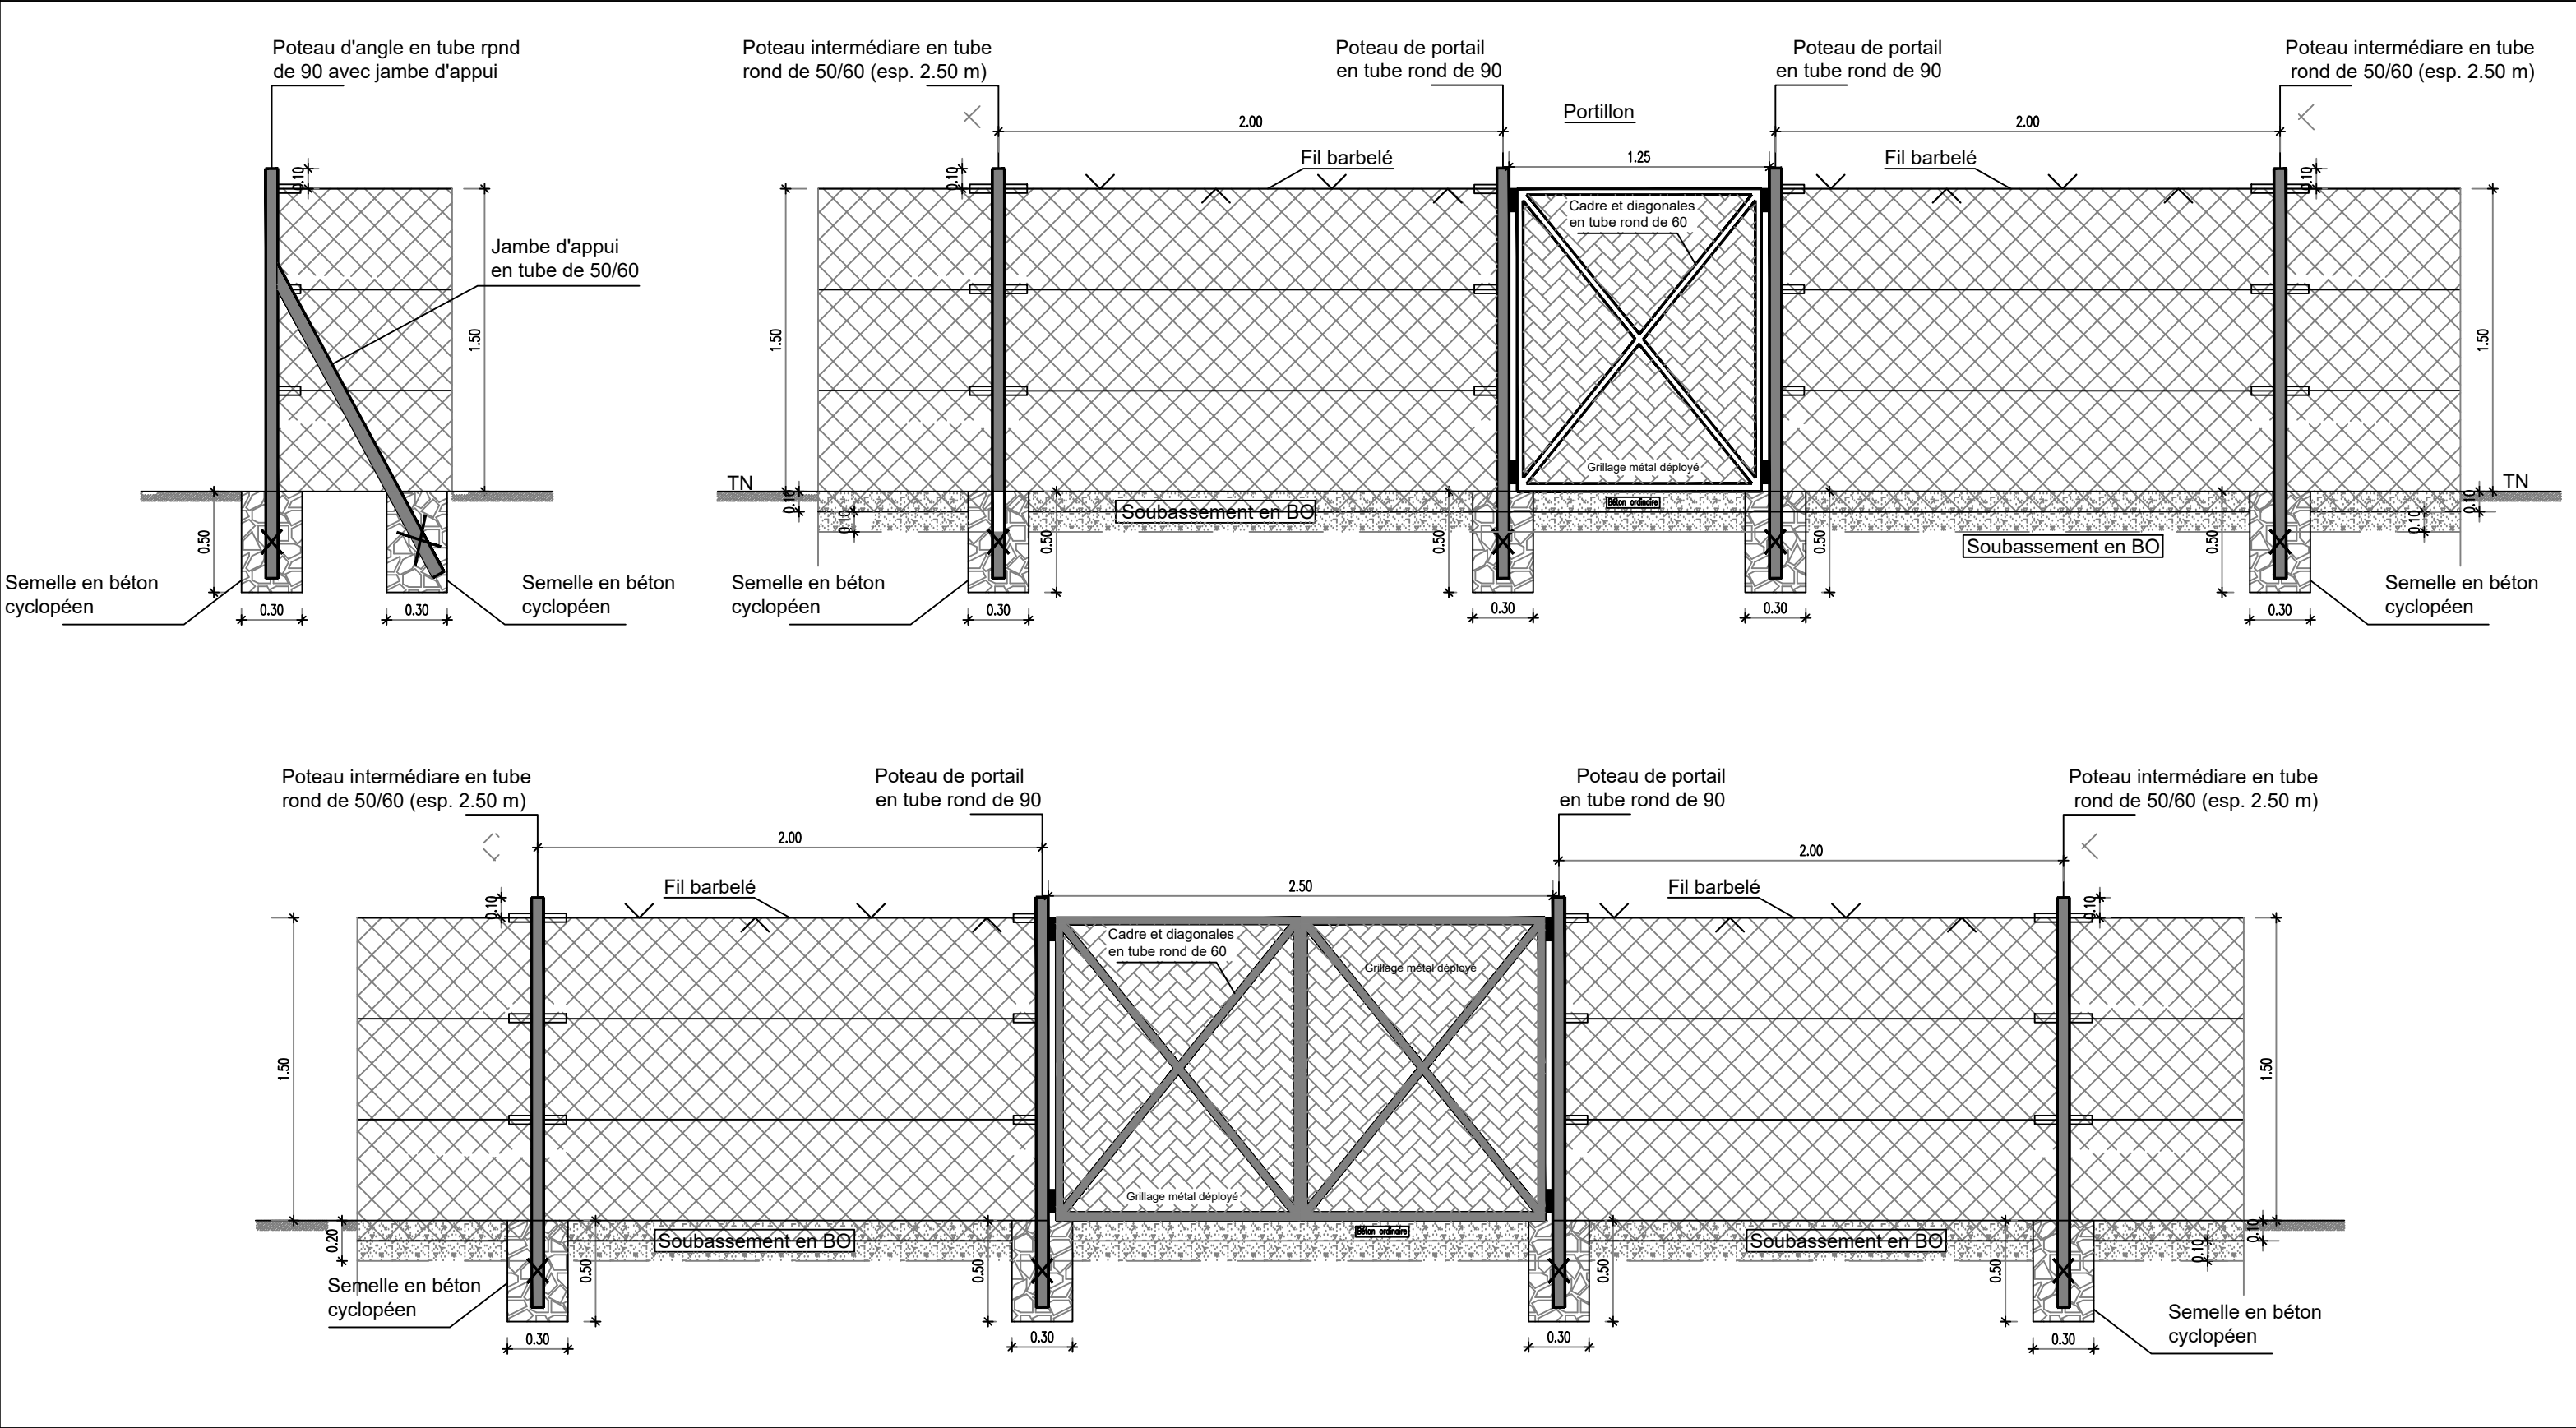 Poteau d'angle en tube rpnd
de 90 avec jambe d'appui
Poteau intermédiare en tube
rond de 50/60 (esp. 2.50 m)
Poteau de portail
en tube rond de 90
Poteau de portail
en tube rond de 90
Poteau intermédiare en tube
rond de 50/60 (esp. 2.50 m)
Portillon
2.00
2.00
Fil barbelé
1.25
Fil barbelé
0.10
0.10
0.10
Cadre et diagonales
en tube rond de 60
Jambe d'appui
en tube de 50/60
1.50
1.50
1.50
Grillage métal déployé
TN
TN
0.10
0.10
Soubassement en BO
Béton ordinaire
0.10
0.10
0.50
0.50
0.50
0.50
Soubassement en BO
0.50
Semelle en béton
cyclopéen
Semelle en béton
cyclopéen
Semelle en béton
cyclopéen
Semelle en béton
cyclopéen
0.30
0.30
0.30
0.30
0.30
0.30
Poteau intermédiare en tube
rond de 50/60 (esp. 2.50 m)
Poteau de portail
en tube rond de 90
Poteau de portail
en tube rond de 90
Poteau intermédiare en tube
rond de 50/60 (esp. 2.50 m)
2.00
2.00
Fil barbelé
2.50
Fil barbelé
0.10
0.10
Cadre et diagonales
en tube rond de 60
Grillage métal déployé
1.50
1.50
Grillage métal déployé
0.20
Soubassement en BO
Béton ordinaire
Soubassement en BO
0.10
0.10
0.50
0.50
0.50
0.50
Semelle en béton
cyclopéen
Semelle en béton
cyclopéen
0.30
0.30
0.30
0.30